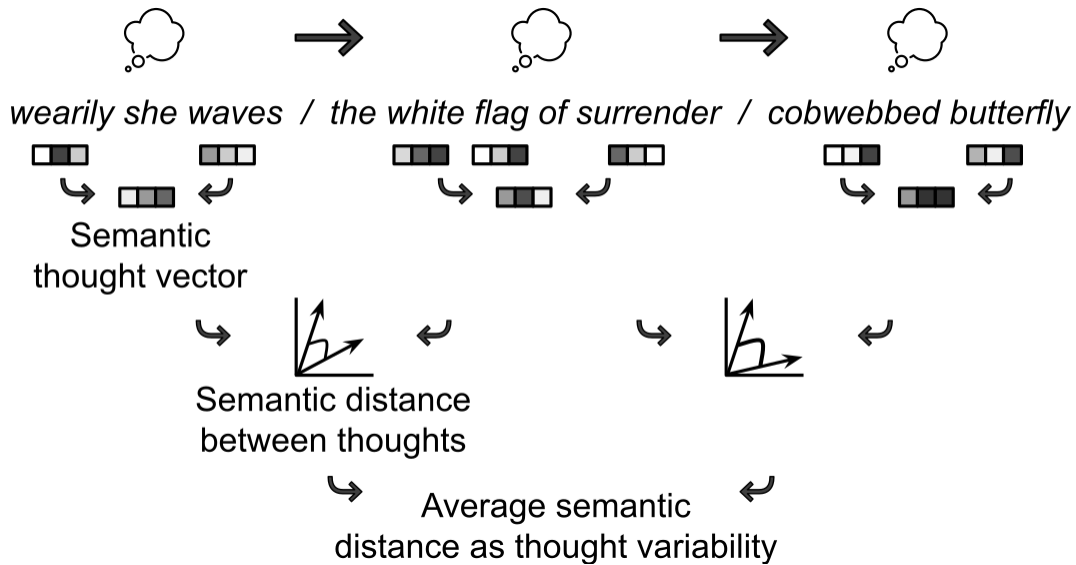 wearily she waves / the white flag of surrender / cobwebbed butterfly
Semantic
thought vector
Semantic distance
between thoughts
Average semantic
distance as thought variability